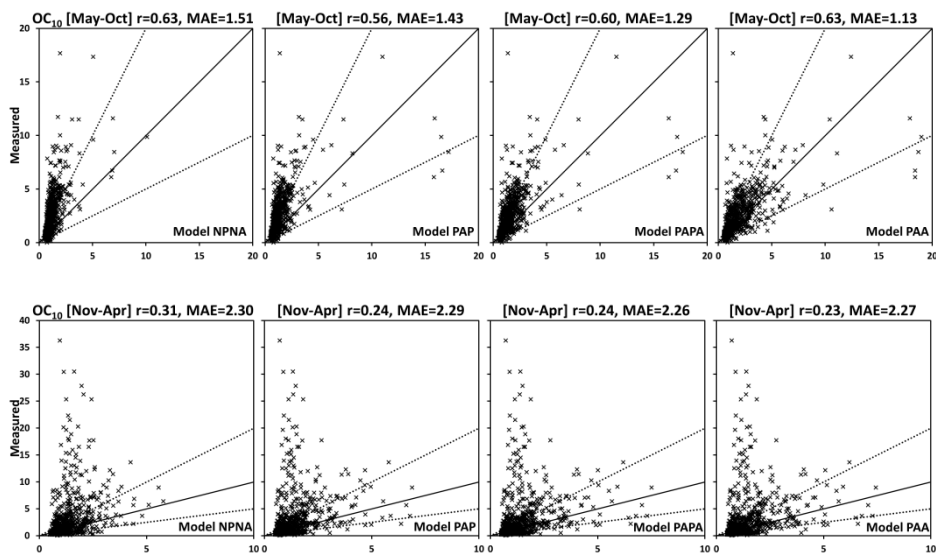 OC₁₀ [May-Oct] r=0.63, MAE=1.51
[May-Oct] r=0.56, MAE=1.43
[May-Oct] r=0.60, MAE=1.29
[May-Oct] r=0.63, MAE=1.13
20
15
10
5
0
Measured
Model NPNA
Model PAP
Model PAPA
Model PAA
0 5 10 15 20
0 5 10 15 20
0 5 10 15 20
0 5 10 15 20
OC₁₀ [Nov-Apr] r=0.31, MAE=2.30
[Nov-Apr] r=0.24, MAE=2.29
[Nov-Apr] r=0.24, MAE=2.26
[Nov-Apr] r=0.23, MAE=2.27
40
35
30
25
20
15
10
5
0
Measured
Model NPNA
Model PAP
Model PAPA
Model PAA
0 5 10
0 5 10
0 5 10
0 5 10